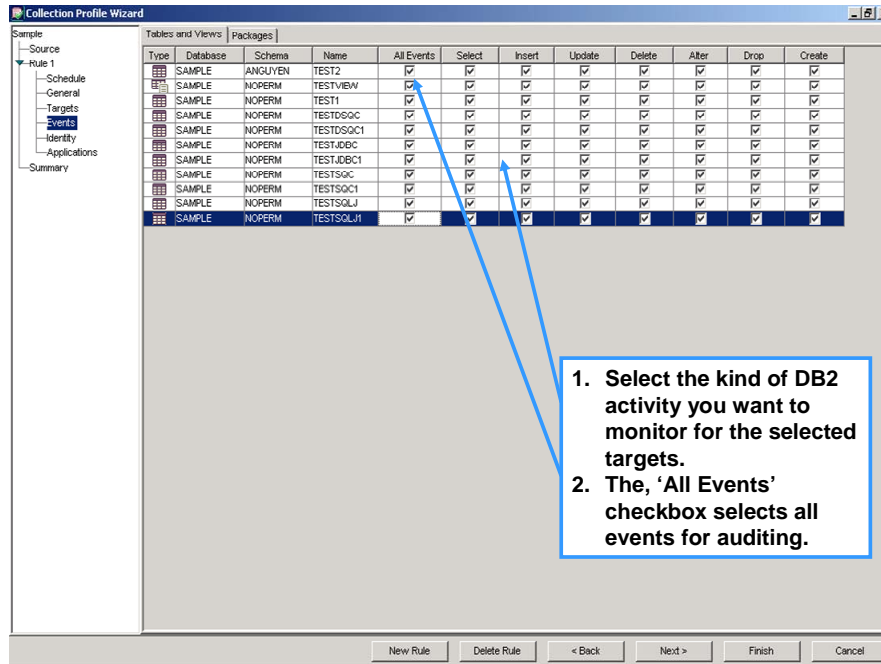 Collection Profile Wizard
Sample
Source
Rule 1
Schedule
General
Targets
Events
Identity
Applications
Summary
Tables and Views Packages
Type Database Schema Name All Events Select Insert Update Delete Alter Drop Create
SAMPLE ANGUYEN TEST2
SAMPLE NOPERM TESTVIEW
SAMPLE NOPERM TEST1
SAMPLE NOPERM TESTDSQC
SAMPLE NOPERM TESTDSQC1
SAMPLE NOPERM TESTJDBC
SAMPLE NOPERM TESTJDBC1
SAMPLE NOPERM TESTSQC
SAMPLE NOPERM TESTSQC1
SAMPLE NOPERM TESTSQLJ
SAMPLE NOPERM TESTSQLJ1
1. Select the kind of DB2
activity you want to
monitor for the selected
targets.
2. The, ‘All Events’
checkbox selects all
events for auditing.
New Rule Delete Rule < Back Next > Finish Cancel